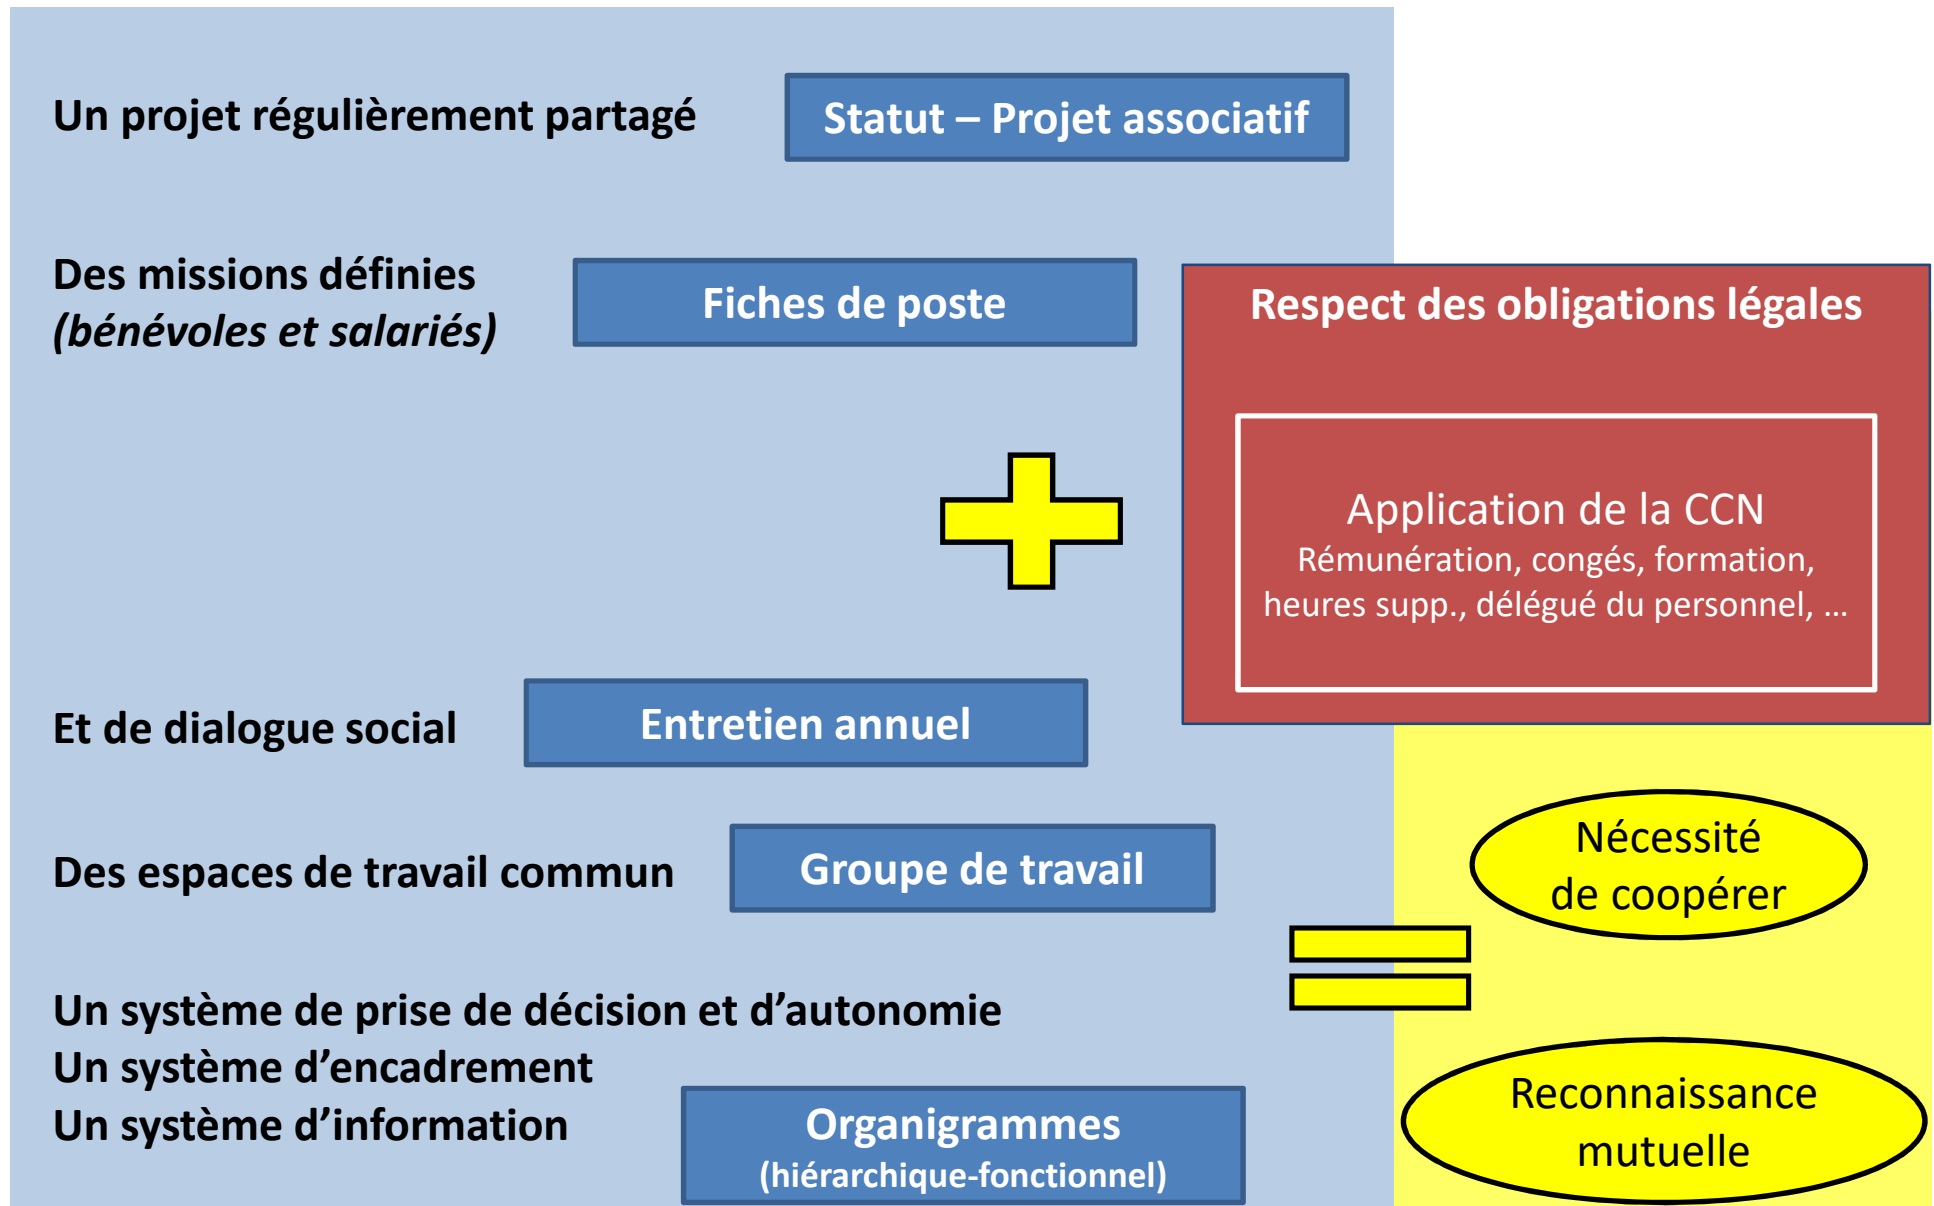 Un projet régulièrement partagé
Statut – Projet associatif
Des missions définies
(bénévoles et salariés)
Fiches de poste
Respect des obligations légales
Application de la CCN
Rémunération, congés, formation,
heures supp., délégué du personnel, …
Et de dialogue social
Entretien annuel
Des espaces de travail commun
Groupe de travail
Nécessité
de coopérer
Un système de prise de décision et d’autonomie
Un système d’encadrement
Un système d’information
Organigrammes
(hiérarchique-fonctionnel)
Reconnaissance
mutuelle